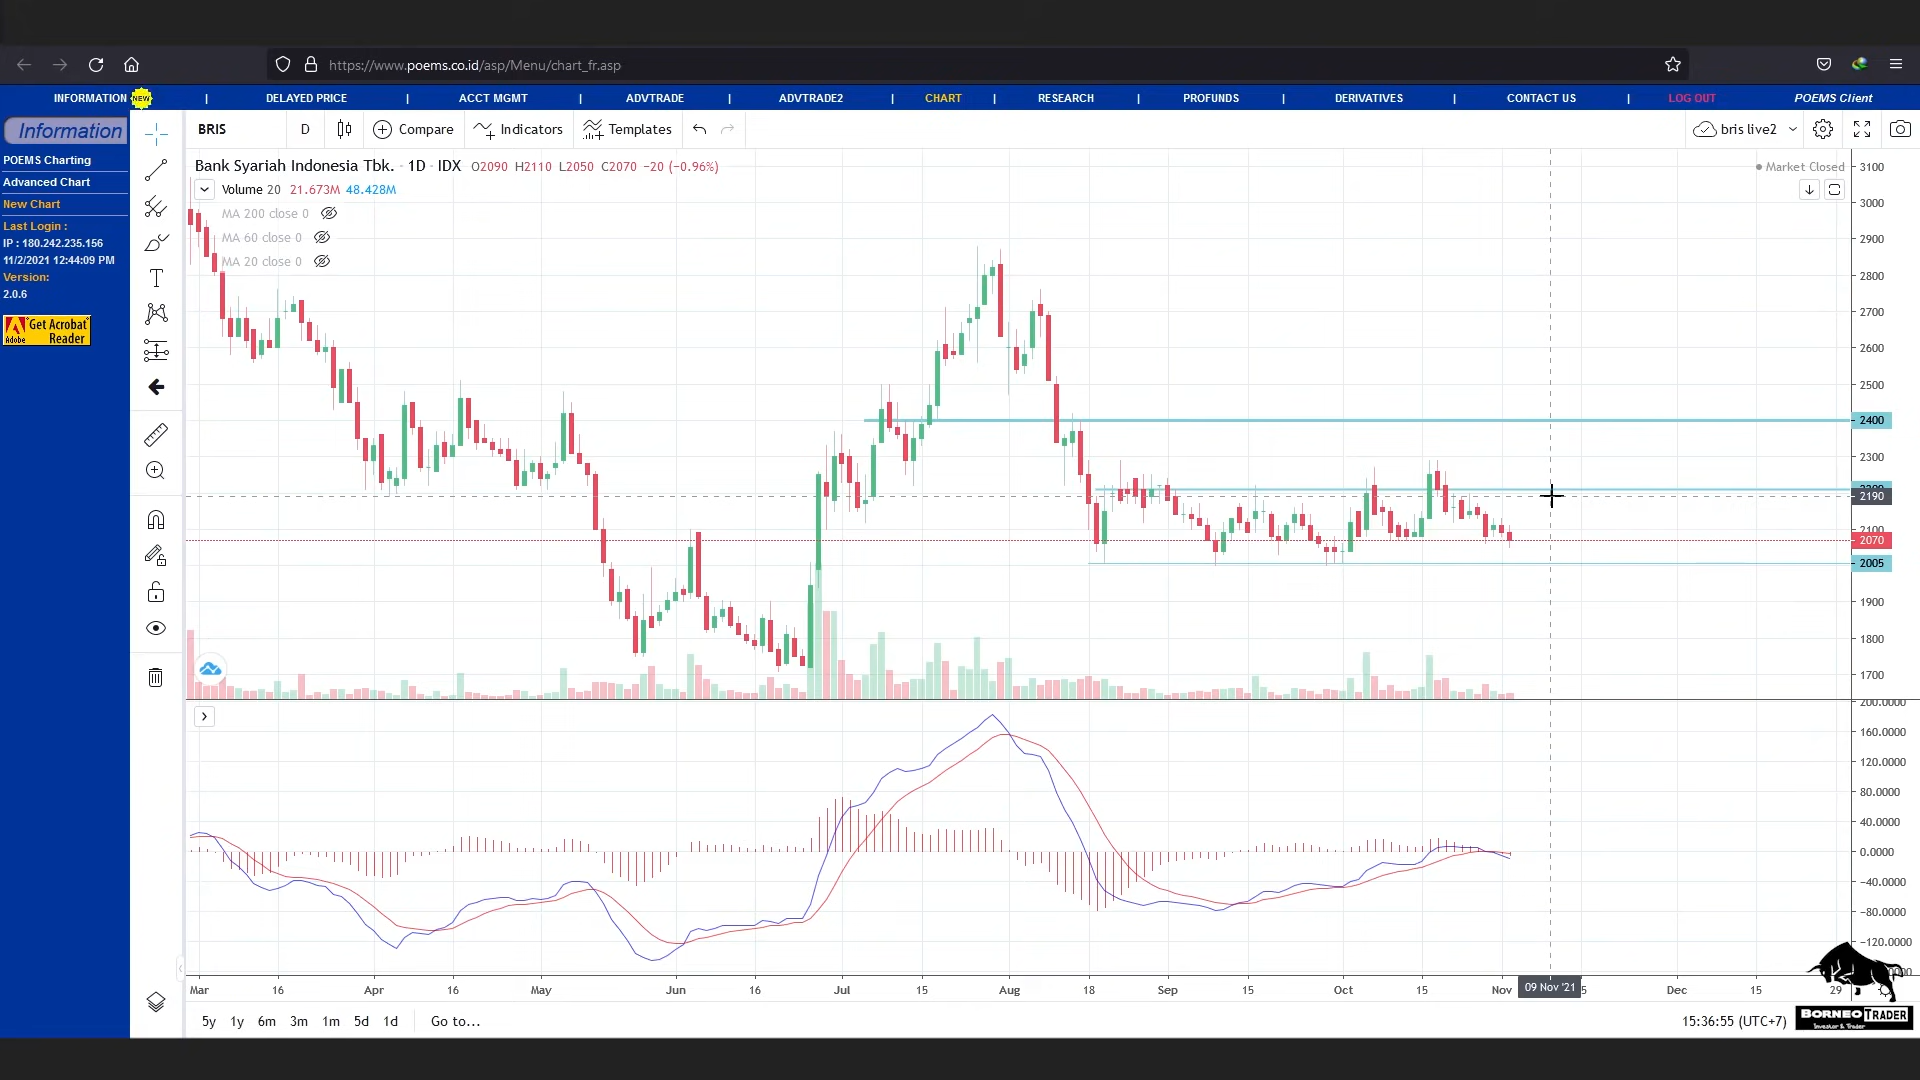 https://www.poems.co.id/asp/Menu/chart_fr.asp
INFORMATION NEW | DELAYED PRICE | ACCT MGMT | ADVTRADE | ADVTRADE2 | CHART | RESEARCH | PROFUNDS | DERIVATIVES | CONTACT US | LOG OUT POEMS Client
Information
POEMS Charting
Advanced Chart
New Chart
Last Login :
IP : 180.242.235.156
11/2/2021 12:44:09 PM
Version:
2.0.6
Get Acrobat
Adobe Reader
BRIS D Compare Indicators Templates bris live2
Bank Syariah Indonesia Tbk. · 1D · IDX O2090 H2110 L2050 C2070 −20 (−0.96%)
Market Closed
Volume 20 21.673M 48.428M
MA 200 close 0
MA 60 close 0
MA 20 close 0
3100
3000
2900
2800
2700
2600
2500
2400
2300
2190
2100
2070
2005
1900
1800
1700
200.0000
160.0000
120.0000
80.0000
40.0000
0.0000
−40.0000
−80.0000
−120.0000
Mar 16 Apr 16 May Jun 16 Jul 15 Aug 18 Sep 15 Oct 15 Nov 09 Nov '21 Dec 15 29
5y 1y 6m 3m 1m 5d 1d Go to...
15:36:55 (UTC+7)
BORNEO TRADER
Investor & Trader